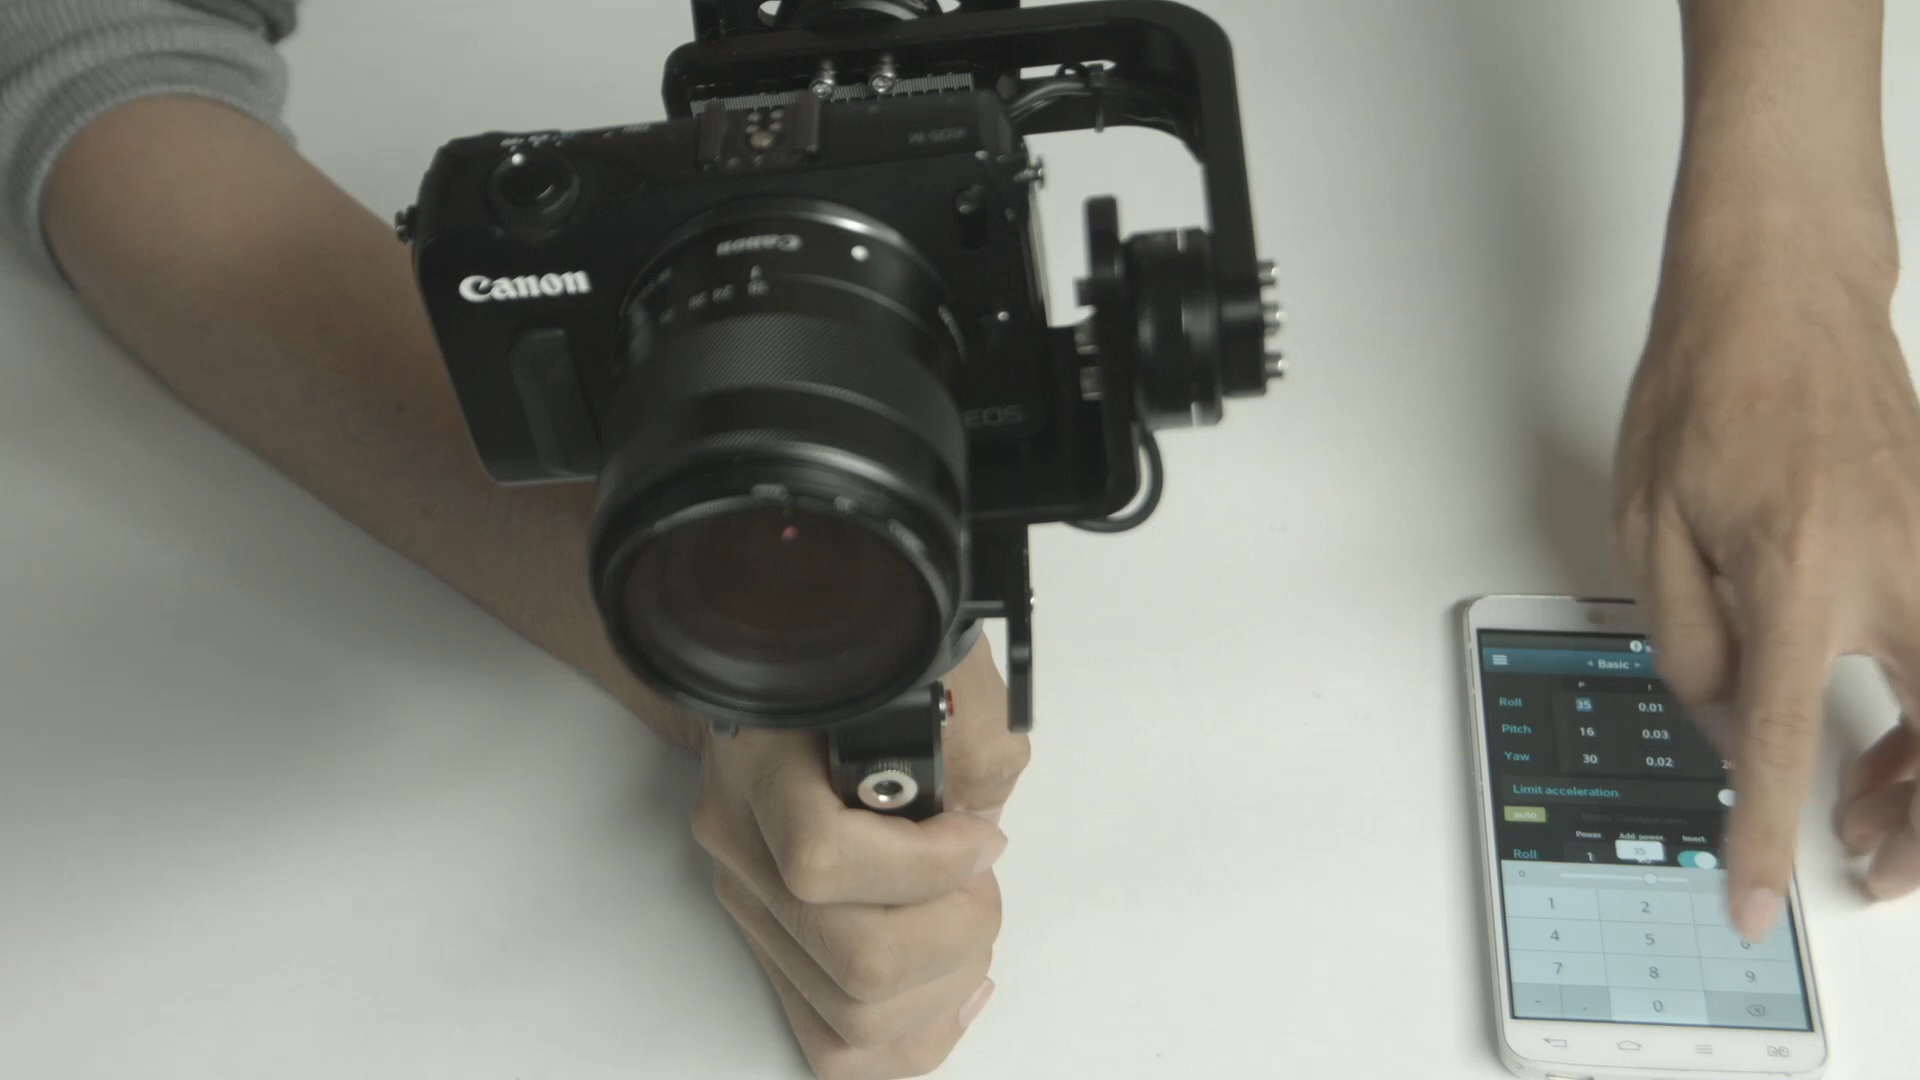 Canon
Canon
EOS
Basic
P I
Roll 35 0.01
Pitch 16 0.03
Yaw 30 0.02
Limit acceleration
auto
Power Add. power Invert
Roll 1
15
0
1 2
4 5 6
7 8 9
- . 0